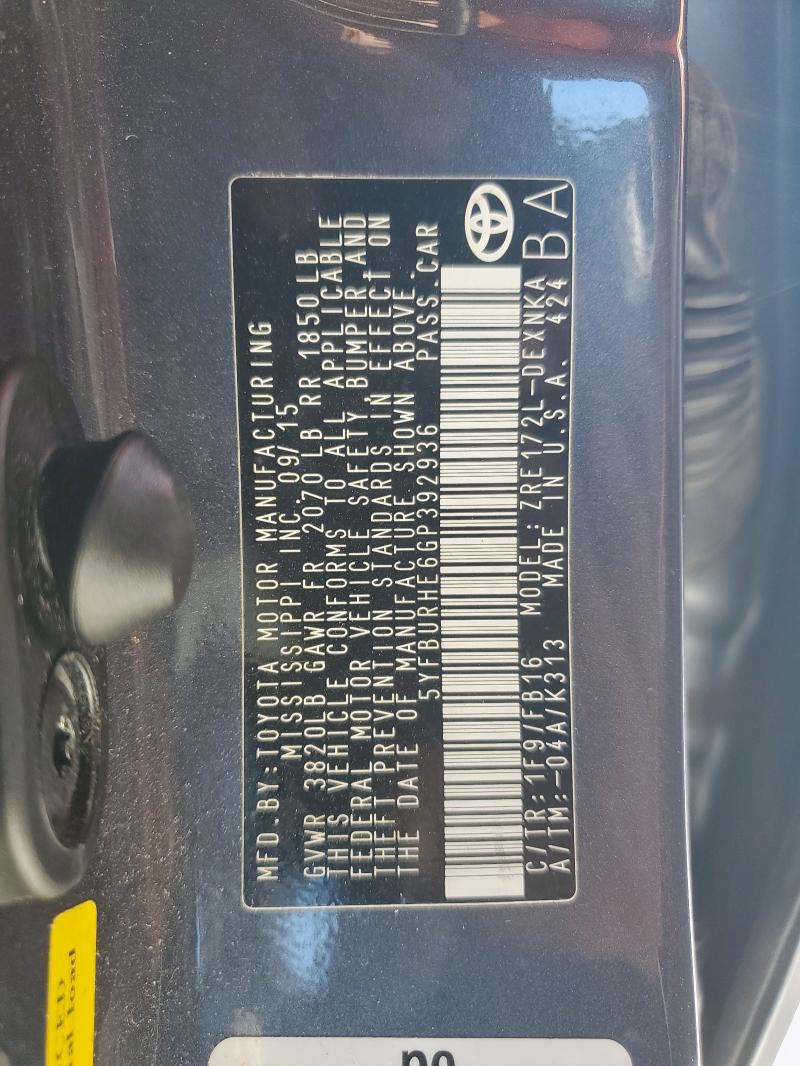 MFD.BY:TOYOTA MOTOR MANUFACTURING
MISSISSIPPI INC. 09/15
GVWR 3820LB GAWR FR 2070 LB RR 1850 LB
THIS VEHICLE CONFORMS TO ALL APPLICABLE
FEDERAL MOTOR VEHICLE SAFETY, BUMPER AND
THEFT PREVENTION STANDARDS IN EFFECT ON
THE DATE OF MANUFACTURE SHOWN ABOVE.
5YFBURHE6GP392936 PASS.CAR
C/TR:1F9/FB16 MODEL:ZRE172L-DEXNKA
A/TM:-04A/K313 MADE IN U.S.A. 424 BA